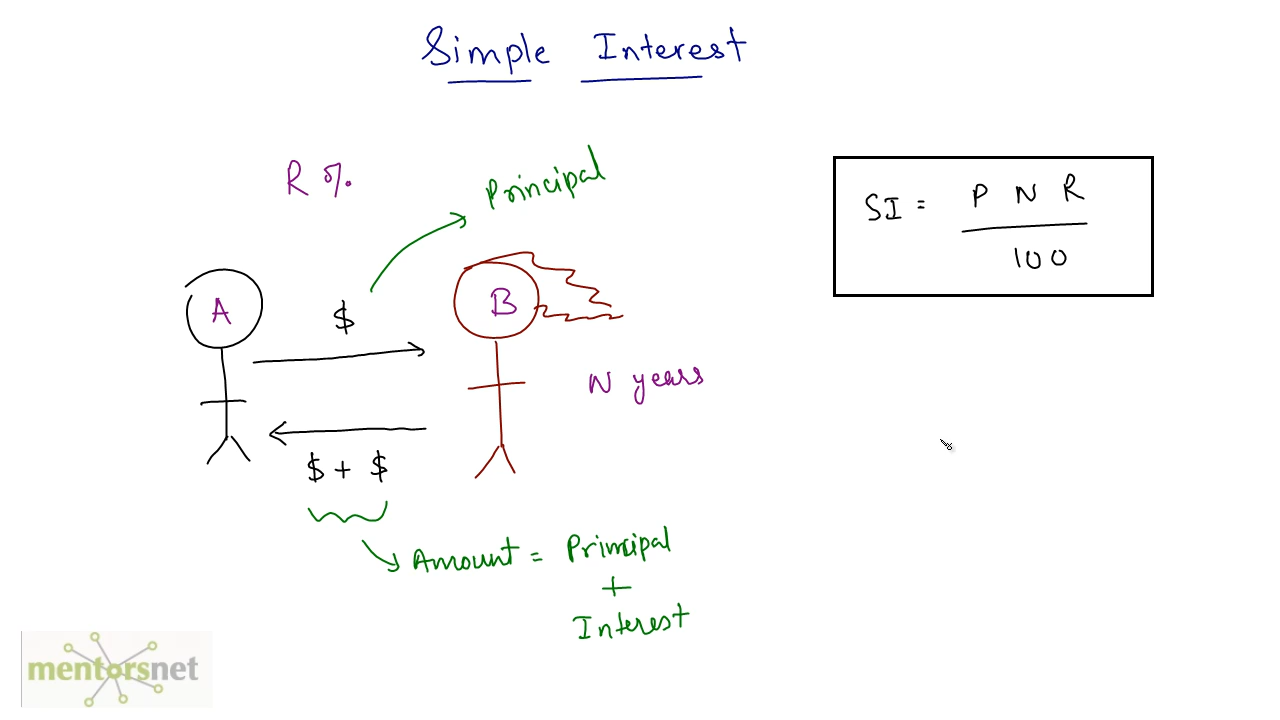 Simple Interest
R %
Principal
SI = P N R
100
A
$
B
N years
$ + $
Amount = Principal
+
Interest
mentorsnet